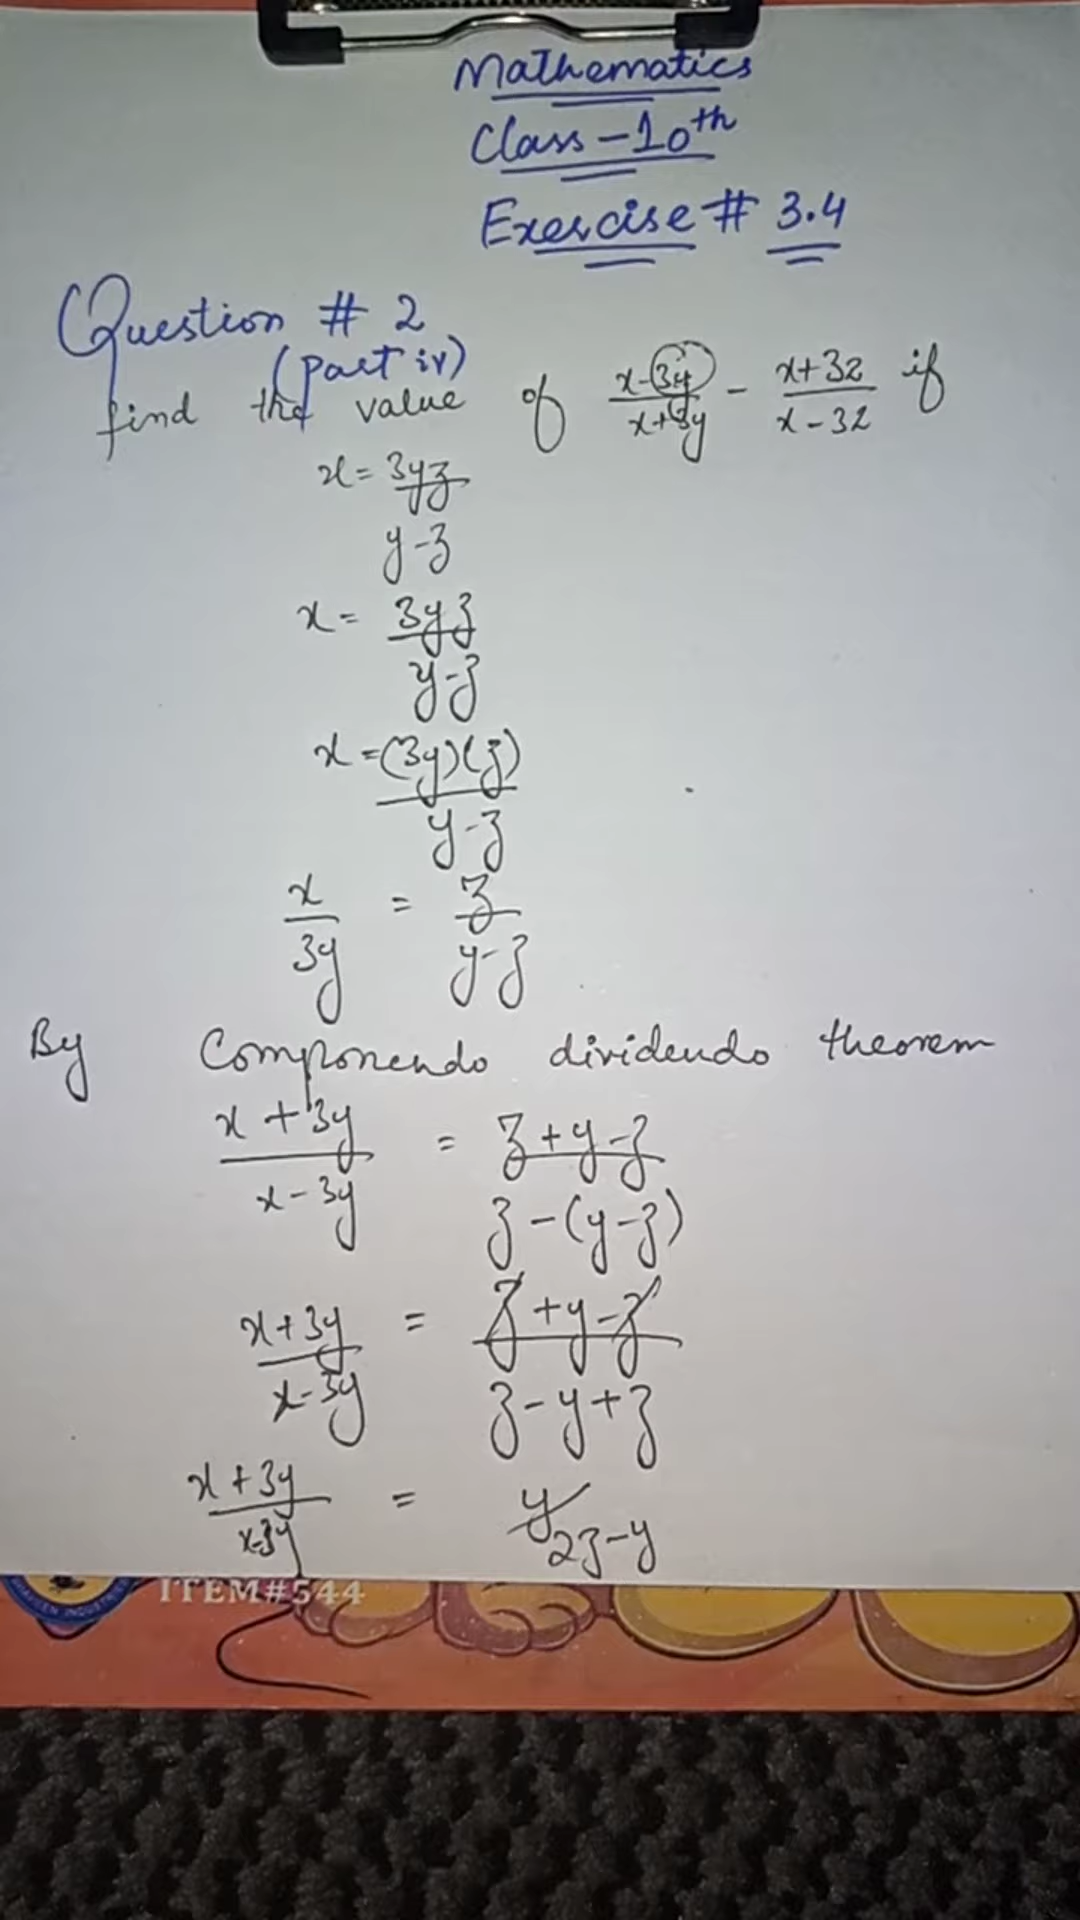 Mathematics
Class - 10th
Exercise # 3.4
Question # 2
(Part iv)
find the value of x-3y/x+3y - x+3z/x-3z if
x = 3yz/y-z
x = 3yz/y-z
x = (3y)(z)/y-z
x/3y = z/y-z
By Componendo dividendo theorem
x+3y/x-3y = z+y-z/z-(y-z)
x+3y/x-3y = z+y-z/z-y+z
x+3y/x-3y = y/2z-y
ITEM#544